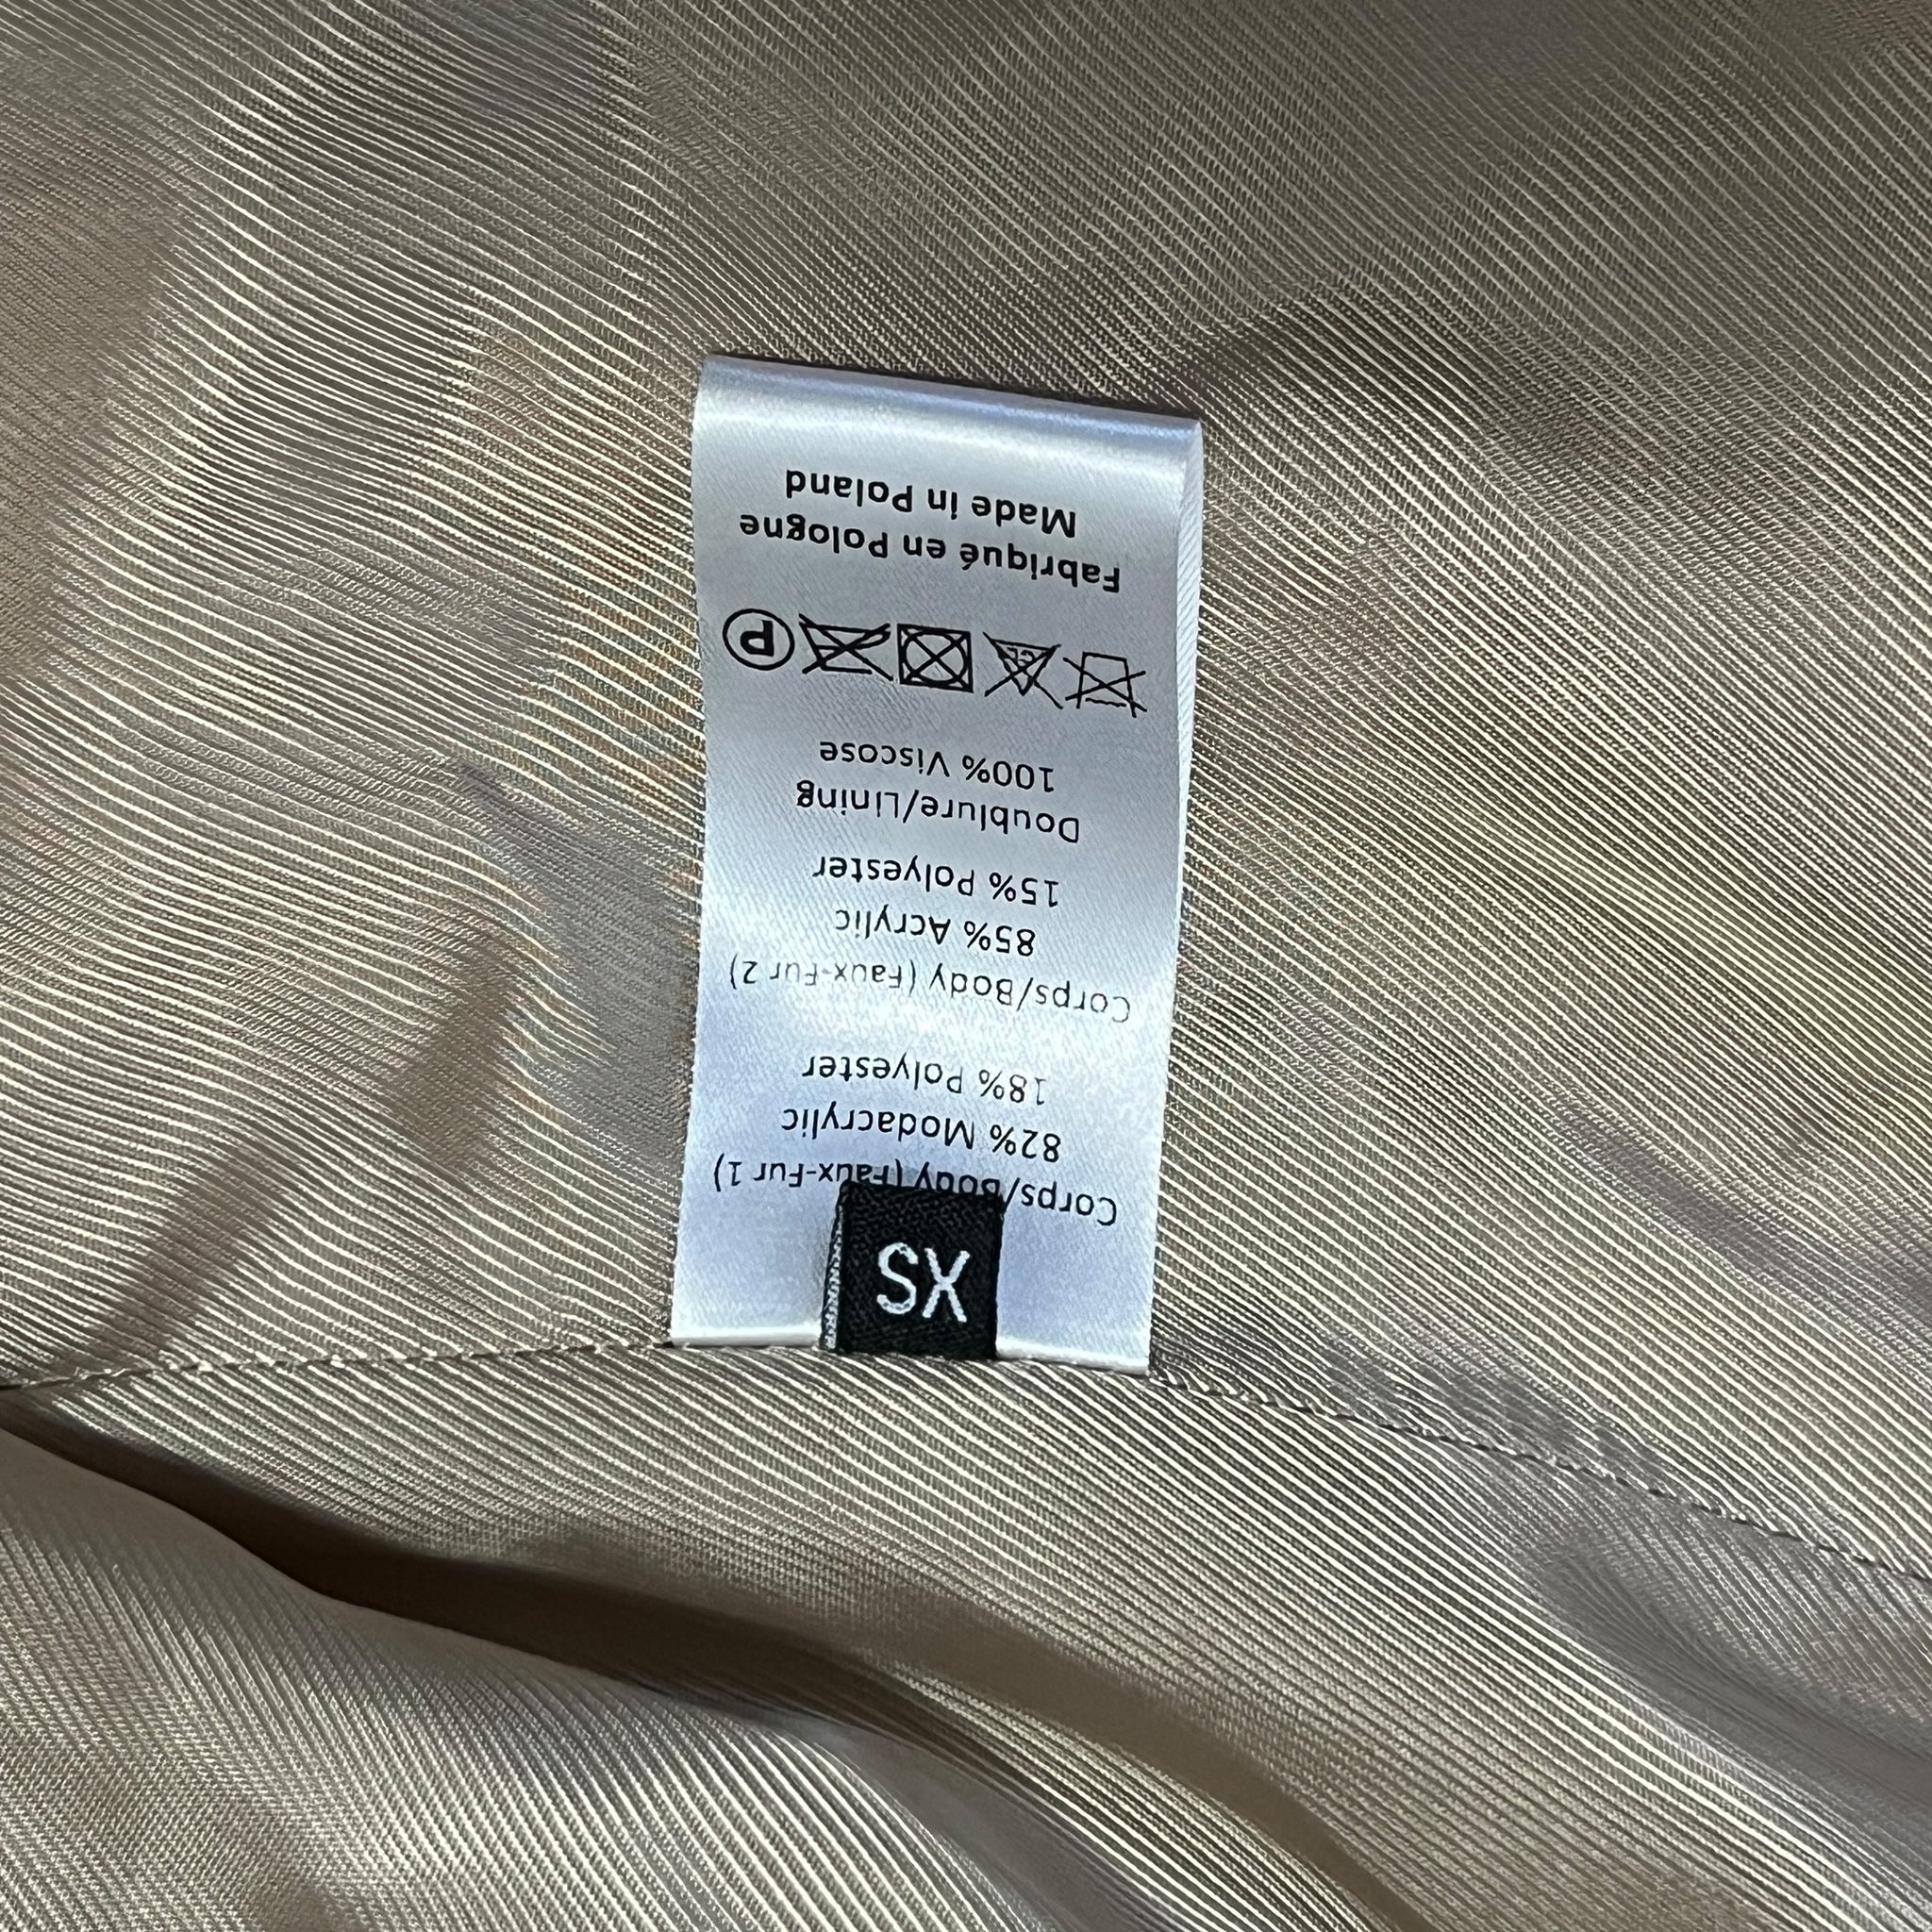 XS
Corps/Body (Faux-Fur 1)
82% Modacrylic
18% Polyester
Corps/Body (Faux-Fur 2)
85% Acrylic
15% Polyester
Doublure/Lining
100% Viscose
P
Fabriqué en Pologne
Made in Poland